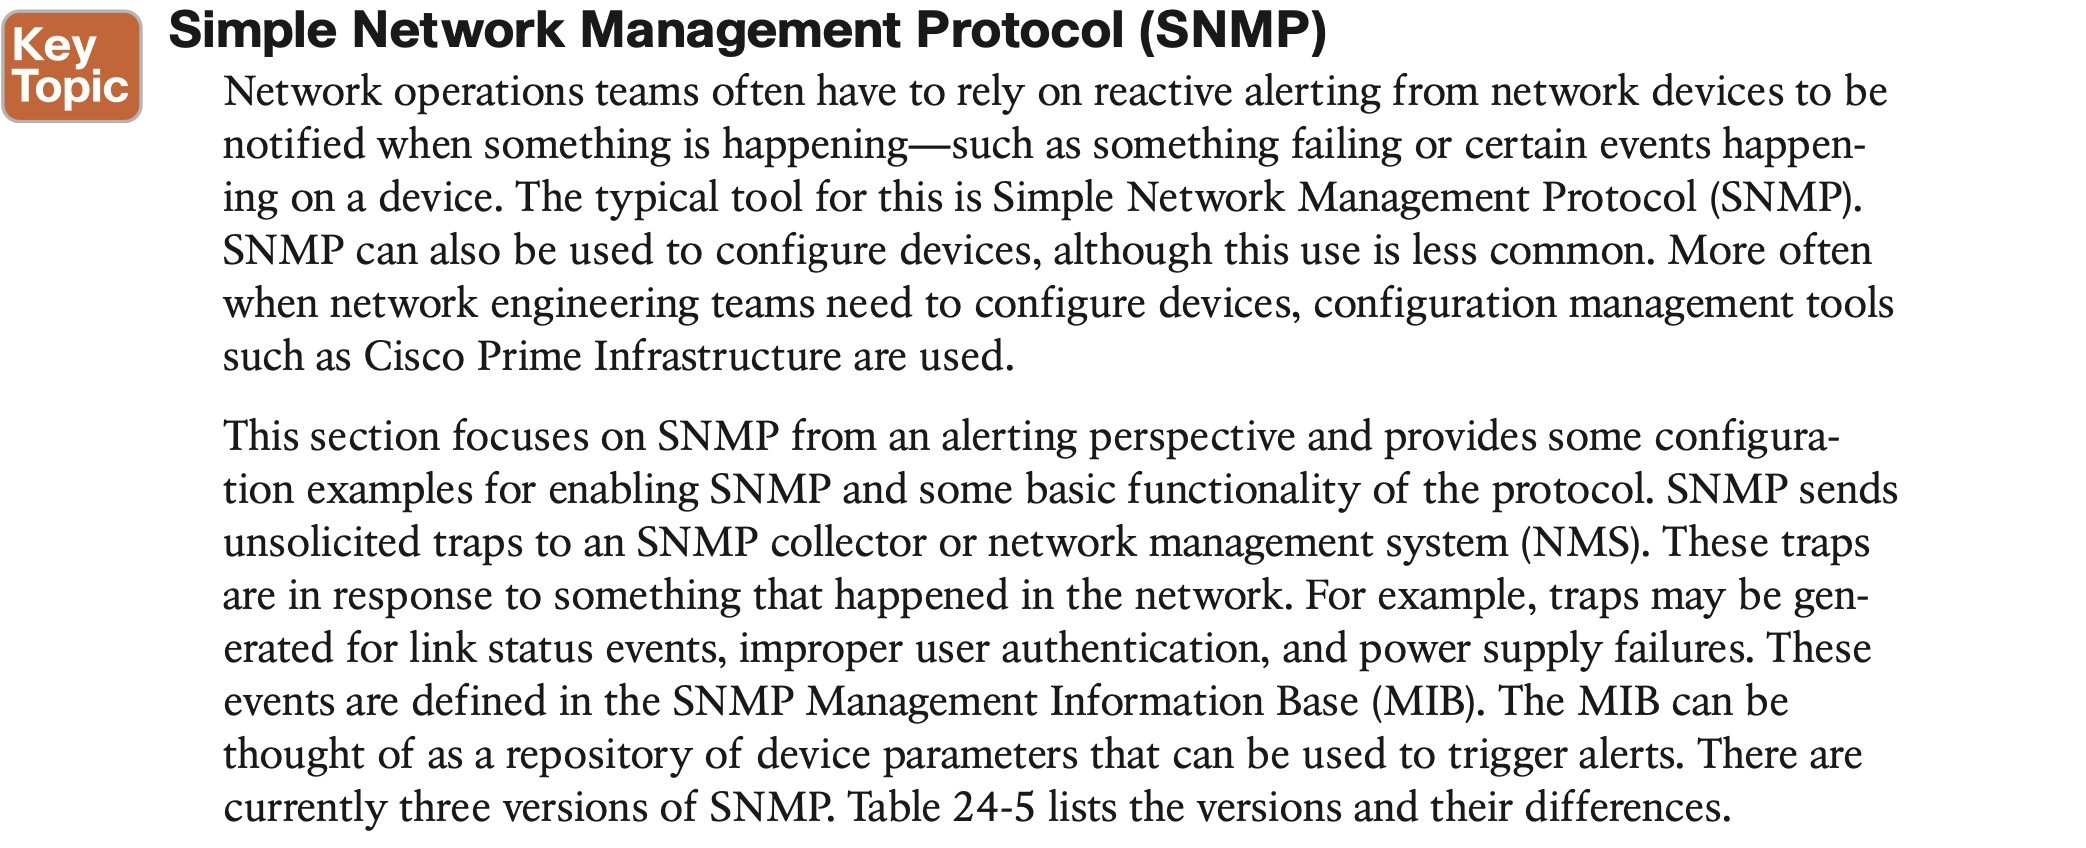 Key
Topic
Simple Network Management Protocol (SNMP)
Network operations teams often have to rely on reactive alerting from network devices to be
notified when something is happening—such as something failing or certain events happen-
ing on a device. The typical tool for this is Simple Network Management Protocol (SNMP).
SNMP can also be used to configure devices, although this use is less common. More often
when network engineering teams need to configure devices, configuration management tools
such as Cisco Prime Infrastructure are used.
This section focuses on SNMP from an alerting perspective and provides some configura-
tion examples for enabling SNMP and some basic functionality of the protocol. SNMP sends
unsolicited traps to an SNMP collector or network management system (NMS). These traps
are in response to something that happened in the network. For example, traps may be gen-
erated for link status events, improper user authentication, and power supply failures. These
events are defined in the SNMP Management Information Base (MIB). The MIB can be
thought of as a repository of device parameters that can be used to trigger alerts. There are
currently three versions of SNMP. Table 24-5 lists the versions and their differences.